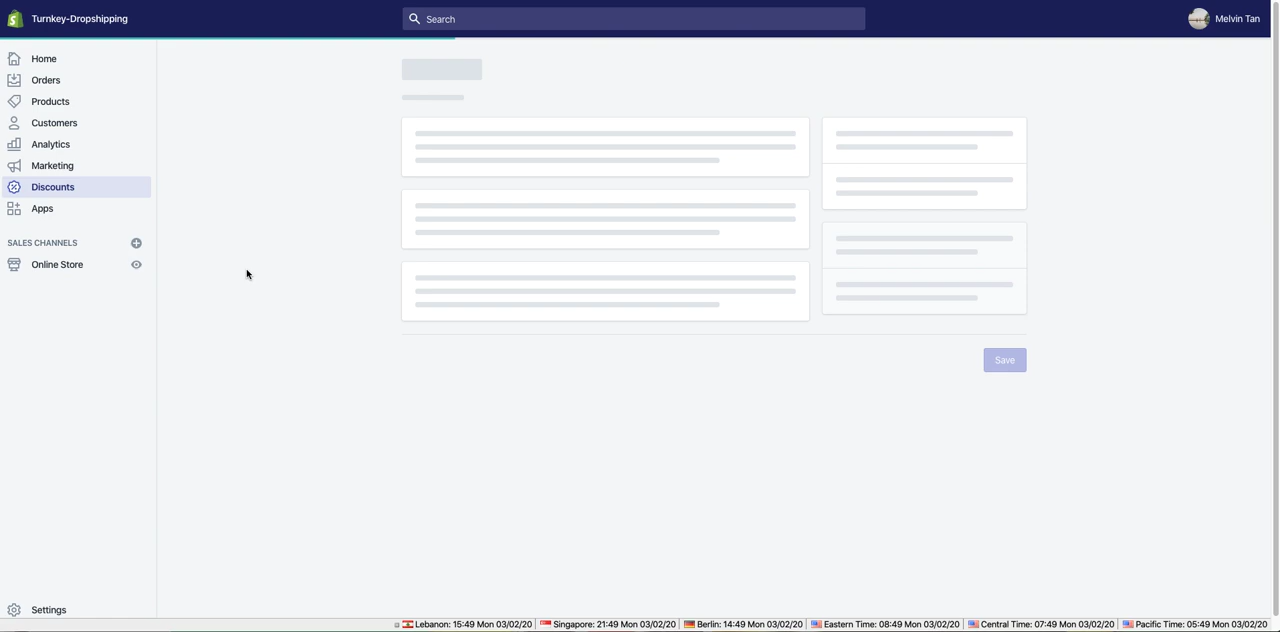 Turnkey-Dropshipping
Search
Melvin Tan
Home
Orders
Products
Customers
Analytics
Marketing
Discounts
Apps
SALES CHANNELS
Online Store
Save
Settings
Lebanon: 15:49 Mon 03/02/20 Singapore: 21:49 Mon 03/02/20 Berlin: 14:49 Mon 03/02/20 Eastern Time: 08:49 Mon 03/02/20 Central Time: 07:49 Mon 03/02/20 Pacific Time: 05:49 Mon 03/02/20